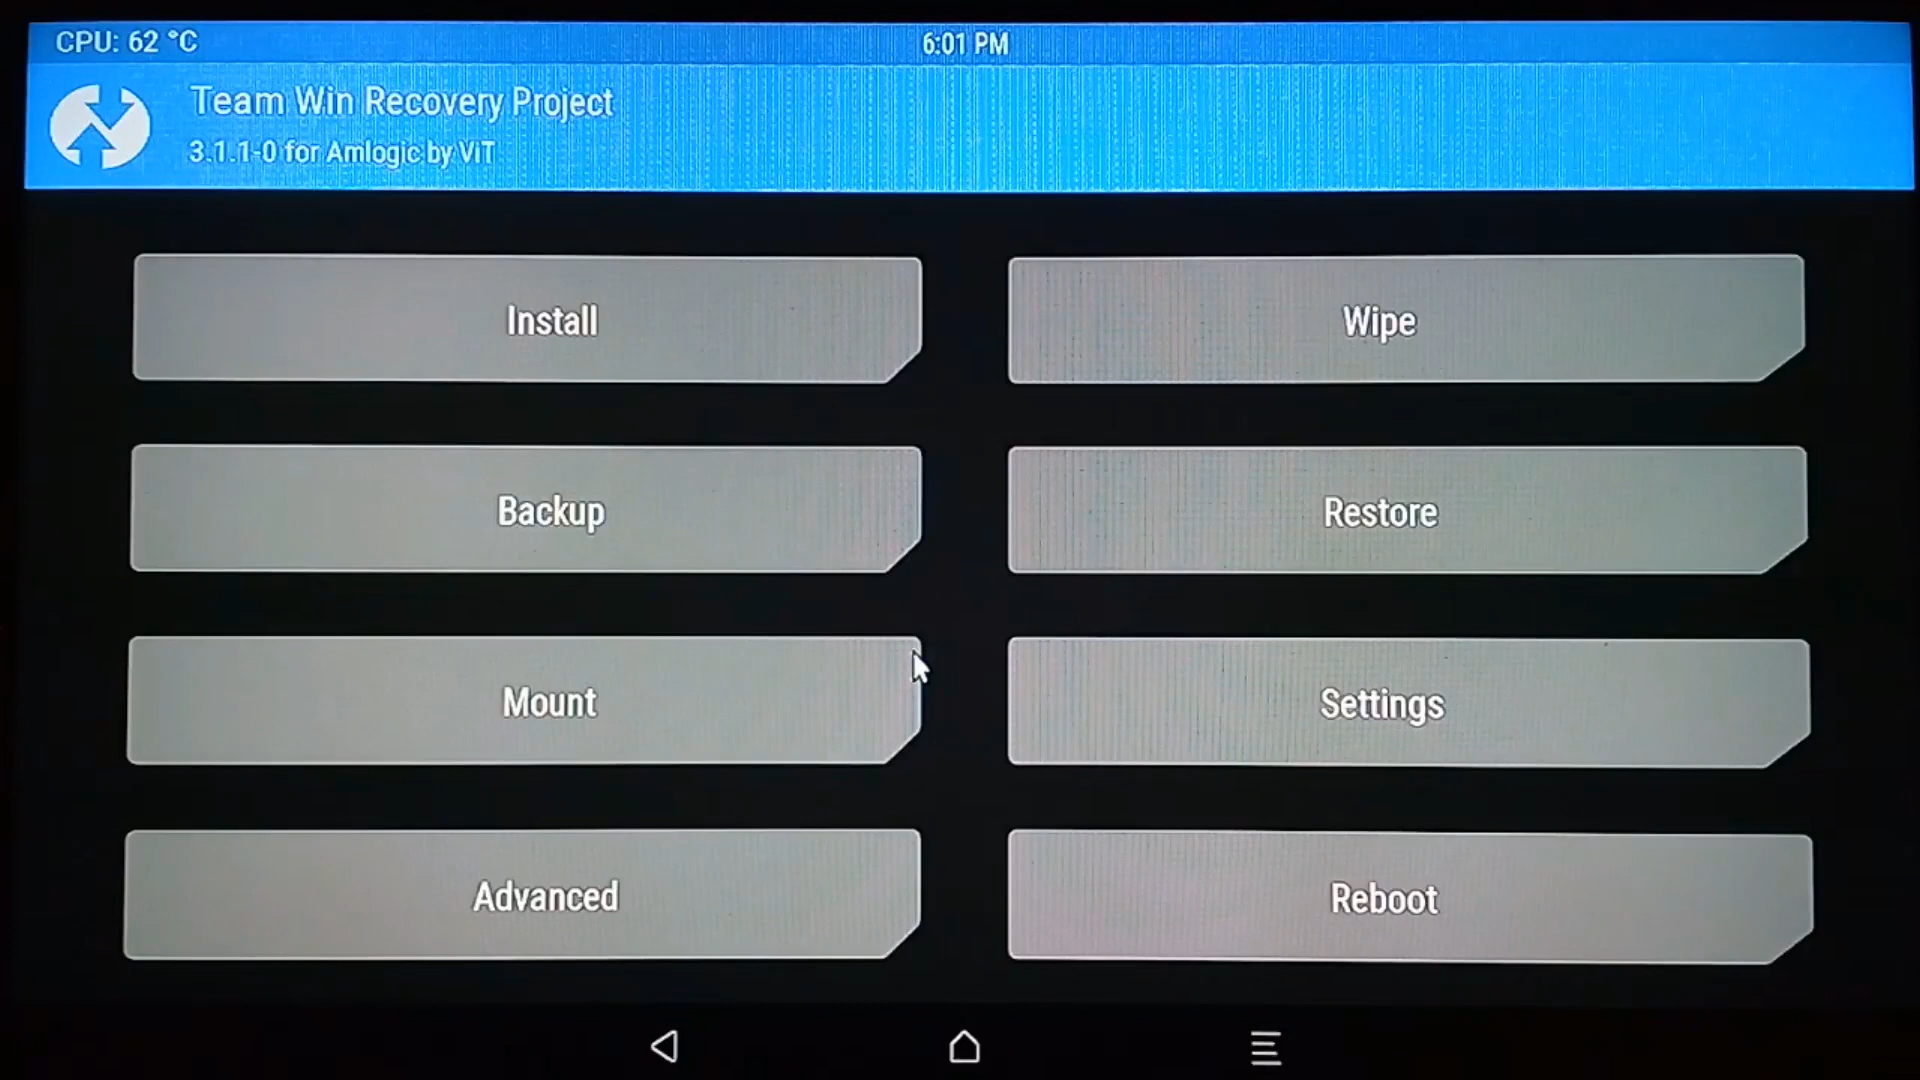 CPU: 62 °C
6:01 PM
Team Win Recovery Project
3.1.1-0 for Amlogic by ViT
Install
Wipe
Backup
Restore
Mount
Settings
Advanced
Reboot